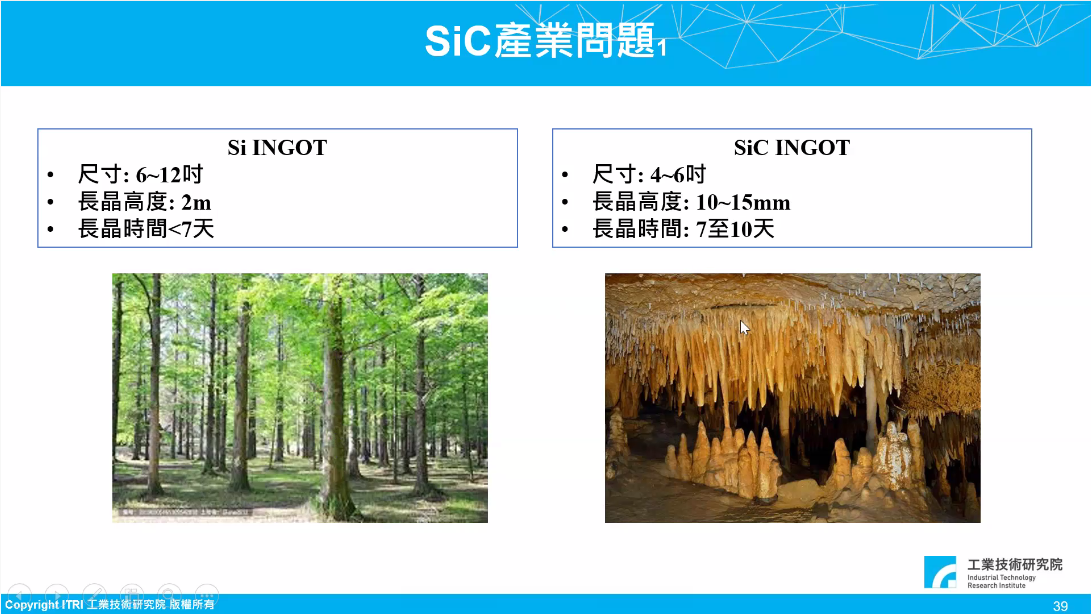 SiC產業問題1
Si INGOT
• 尺寸: 6~12吋
• 長晶高度: 2m
• 長晶時間<7天
SiC INGOT
• 尺寸: 4~6吋
• 長晶高度: 10~15mm
• 長晶時間: 7至10天
工業技術研究院
Industrial Technology
Research Institute
Copyright ITRI 工業技術研究院 版權所有
39